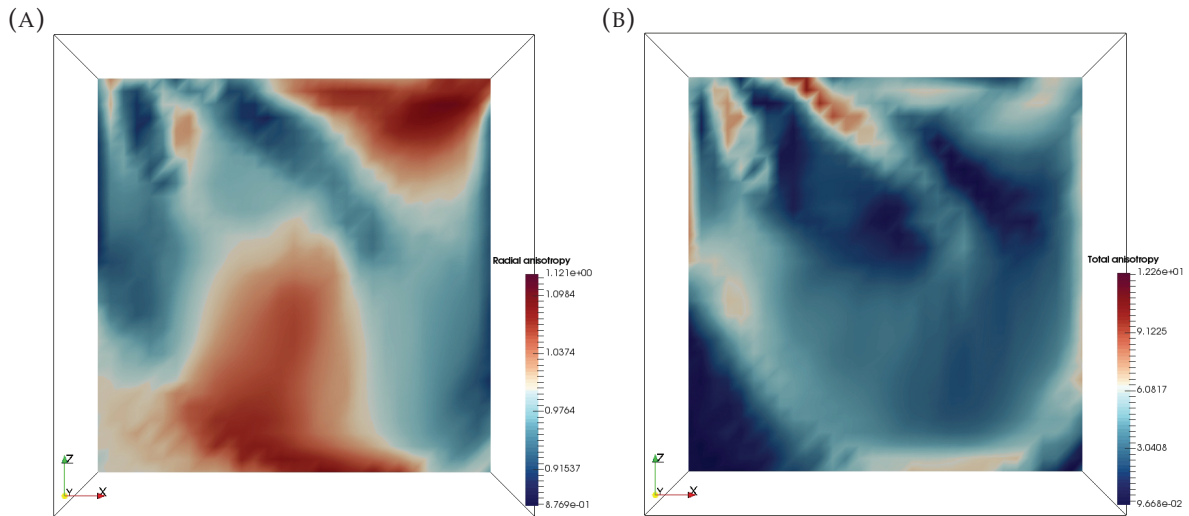 (A)
(B)
Radial anisotropy
1.121e+00
1.0984
1.0374
0.9764
0.91537
8.769e-01
Z
Y
X
Total anisotropy
1.226e+01
9.1225
6.0817
3.0408
9.668e-02
Z
Y
X